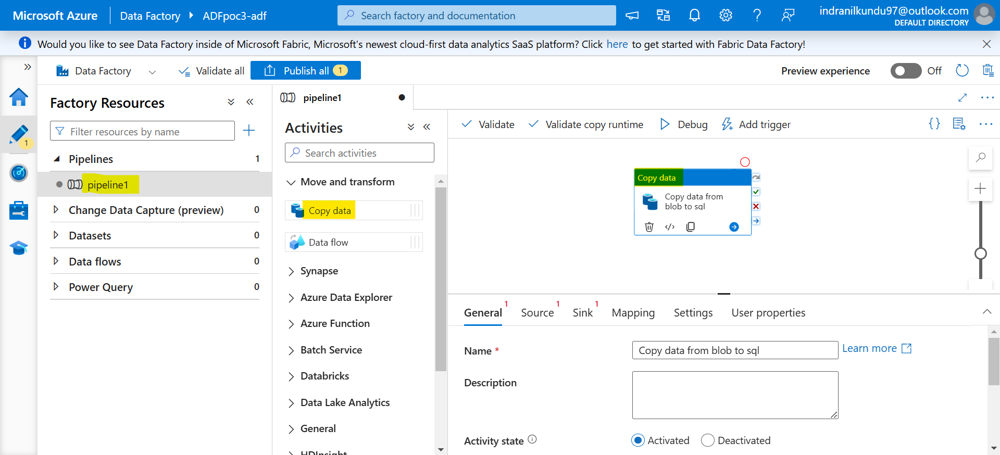 Microsoft Azure
Data Factory
ADFpoc3-adf
Search factory and documentation
indranilkundu97@outlook.com
DEFAULT DIRECTORY
Would you like to see Data Factory inside of Microsoft Fabric, Microsoft's newest cloud-first data analytics SaaS platform? Click here to get started with Fabric Data Factory!
Data Factory
Validate all
Publish all 1
Preview experience
Off
1
Factory Resources
Filter resources by name
Pipelines 1
pipeline1
Change Data Capture (preview) 0
Datasets 0
Data flows 0
Power Query 0
pipeline1
Activities
Search activities
Move and transform
Copy data
Data flow
Synapse
Azure Data Explorer
Azure Function
Batch Service
Databricks
Data Lake Analytics
General
HDInsight
Validate
Validate copy runtime
Debug
Add trigger
Copy data
Copy data from
blob to sql
General 1
Source 1
Sink 1
Mapping
Settings
User properties
Name *
Copy data from blob to sql
Learn more
Description
Activity state
Activated
Deactivated